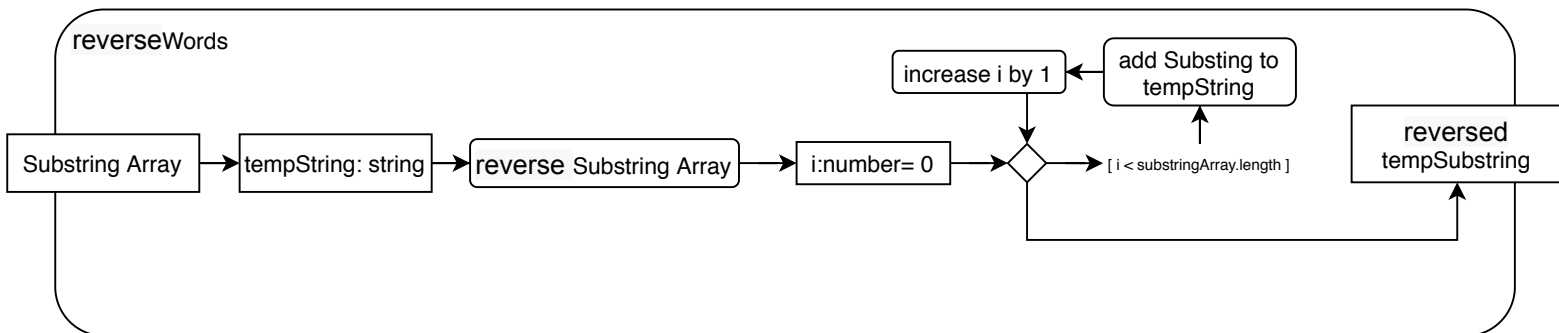 reverseWords
increase i by 1
add Substing to
tempString
Substring Array
tempString: string
reverse Substring Array
i:number= 0
[ i < substringArray.length ]
reversed
tempSubstring